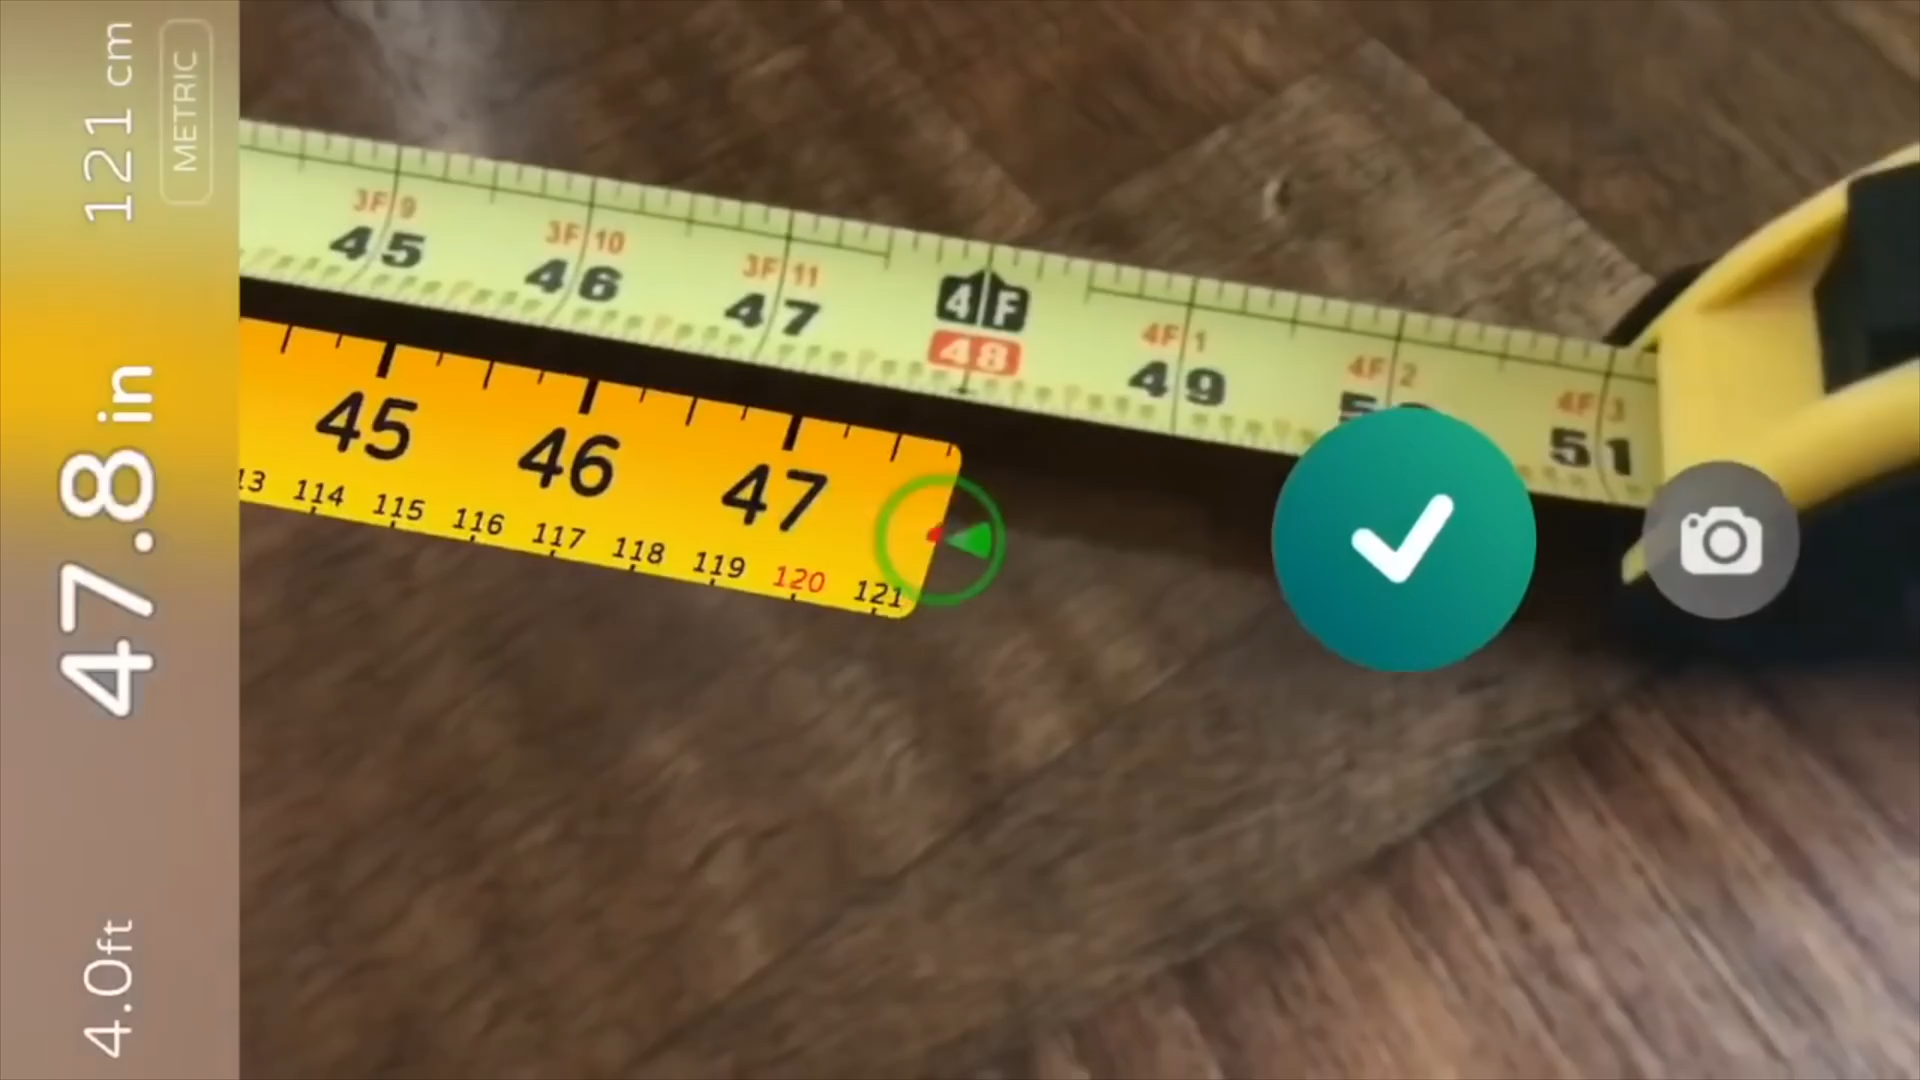 121 cm
METRIC
47.8 in
4.0ft
3F 9
3F 10
3F 11
4F
4F 1
4F 2
4F 3
45 46 47 48 49 51
45 46 47
114 115 116 117 118 119 120 121